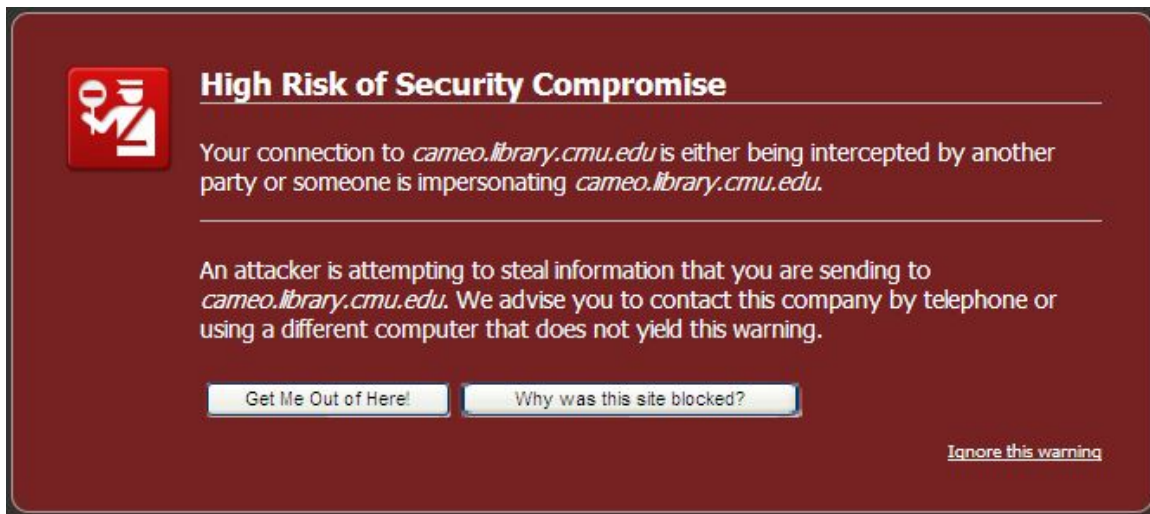 High Risk of Security Compromise
Your connection to cameo.library.cmu.edu is either being intercepted by another
party or someone is impersonating cameo.library.cmu.edu.
An attacker is attempting to steal information that you are sending to
cameo.library.cmu.edu. We advise you to contact this company by telephone or
using a different computer that does not yield this warning.
Get Me Out of Here! Why was this site blocked?
Ignore this warning